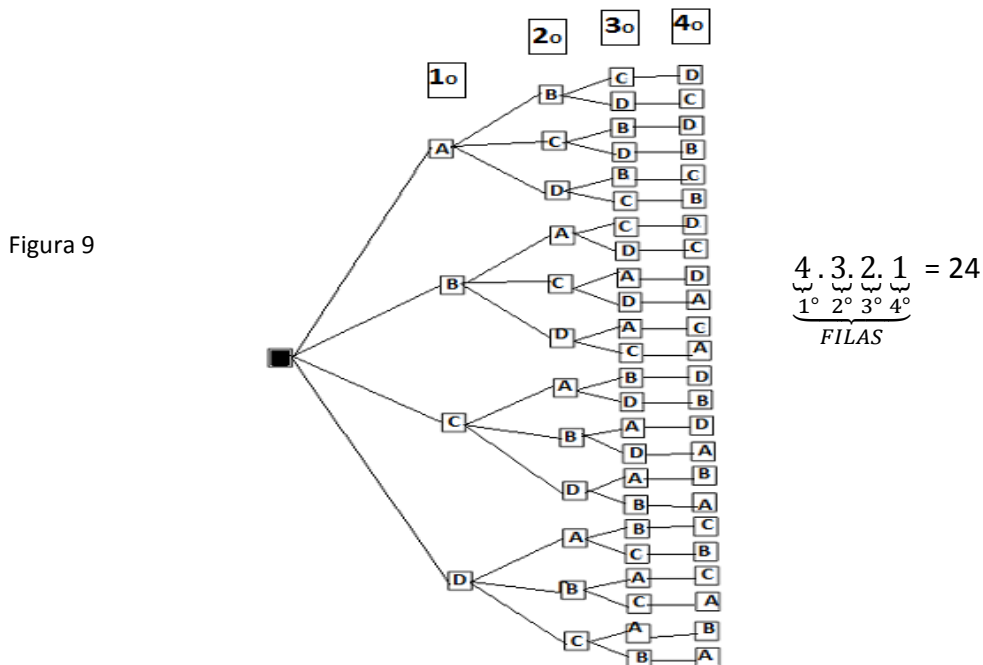 1o 2o 3o 4o
B C D
D C
A C B D
D B
D B C
C B
Figura 9
A C D
D C
B C A D
D A
D A C
C A
4 . 3. 2. 1 = 24
1° 2° 3° 4°
FILAS
A B D
D B
C B A D
D A
D A B
B A
A B C
C B
D B A C
C A
C A B
B A